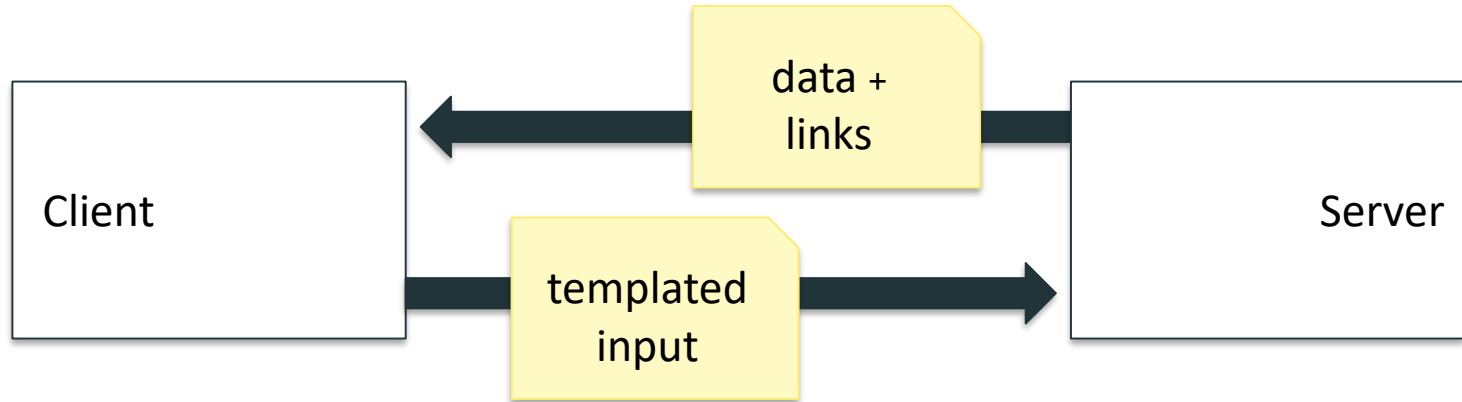 data +
links
Client
Server
templated
input